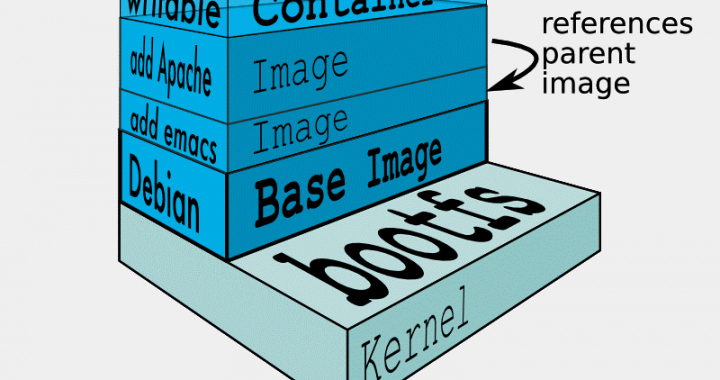 writable
Container
references
parent
image
add Apache
Image
add emacs
Image
Debian
Base Image
bootfs
Kernel